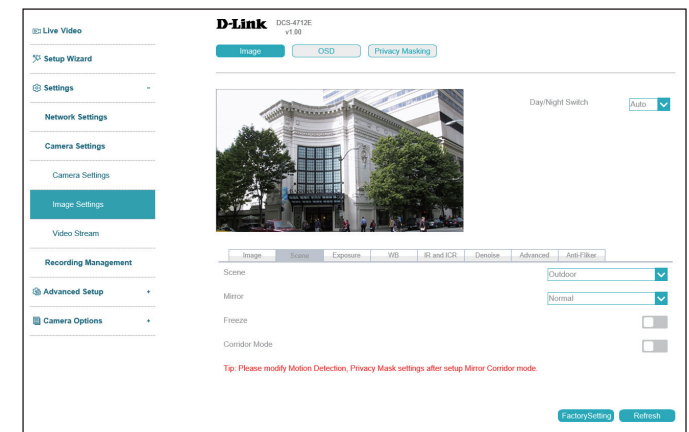 Live Video
Setup Wizard
Settings -
Network Settings
Camera Settings
Camera Settings
Image Settings
Video Stream
Recording Management
Advanced Setup +
Camera Options +
D-Link DCS-4712E
v1.00
Image OSD Privacy Masking
Day/Night Switch Auto
Image Scene Exposure WB IR and ICR Denoise Advanced Anti-Fliker
Scene Outdoor
Mirror Normal
Freeze
Corridor Mode
Tip: Please modify Motion Detection, Privacy Mask settings after setup Mirror Corridor mode.
FactorySetting Refresh